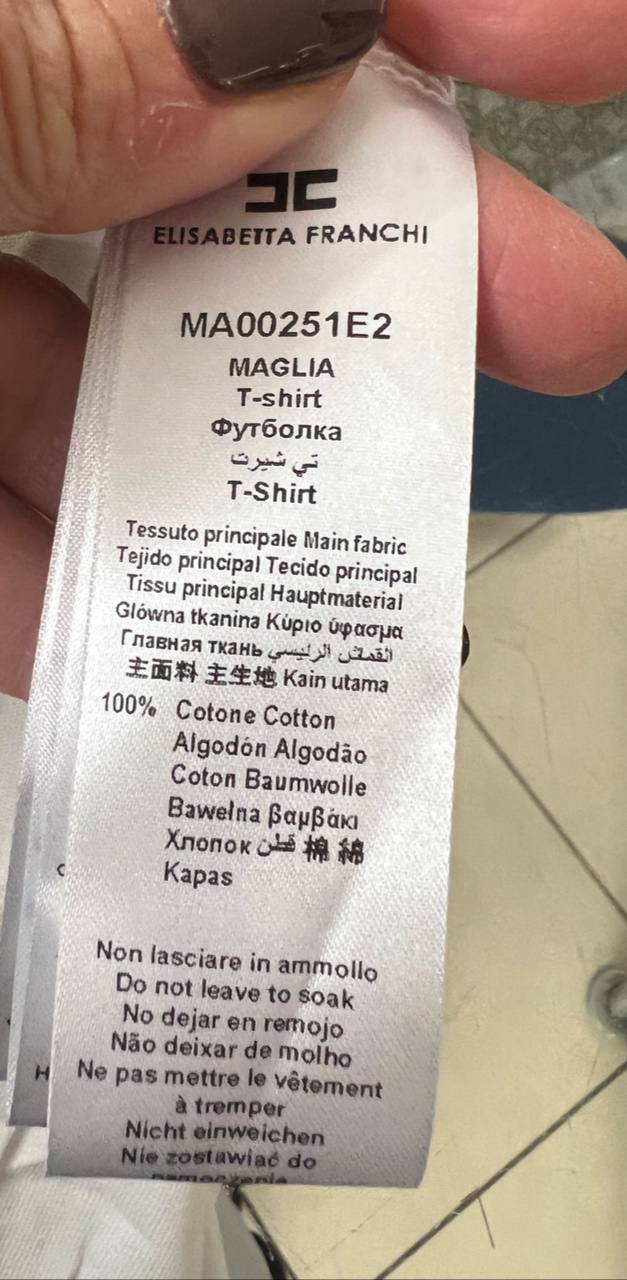 ELISABETTA FRANCHI
MA00251E2
MAGLIA
T-shirt
Футболка
تي شيرت
T-Shirt
Tessuto principale Main fabric
Tejido principal Tecido principal
Tissu principal Hauptmaterial
Główna tkanina Κύριο ύφασμα
Главная ткань القماش الرئيسي
主面料 主生地 Kain utama
100% Cotone Cotton
Algodón Algodão
Coton Baumwolle
Bawełna βαμβάκι
Хлопок قطن 棉 綿
Kapas
Non lasciare in ammollo
Do not leave to soak
No dejar en remojo
Não deixar de molho
Ne pas mettre le vêtement
à tremper
Nicht einweichen
Nie zostawiać do